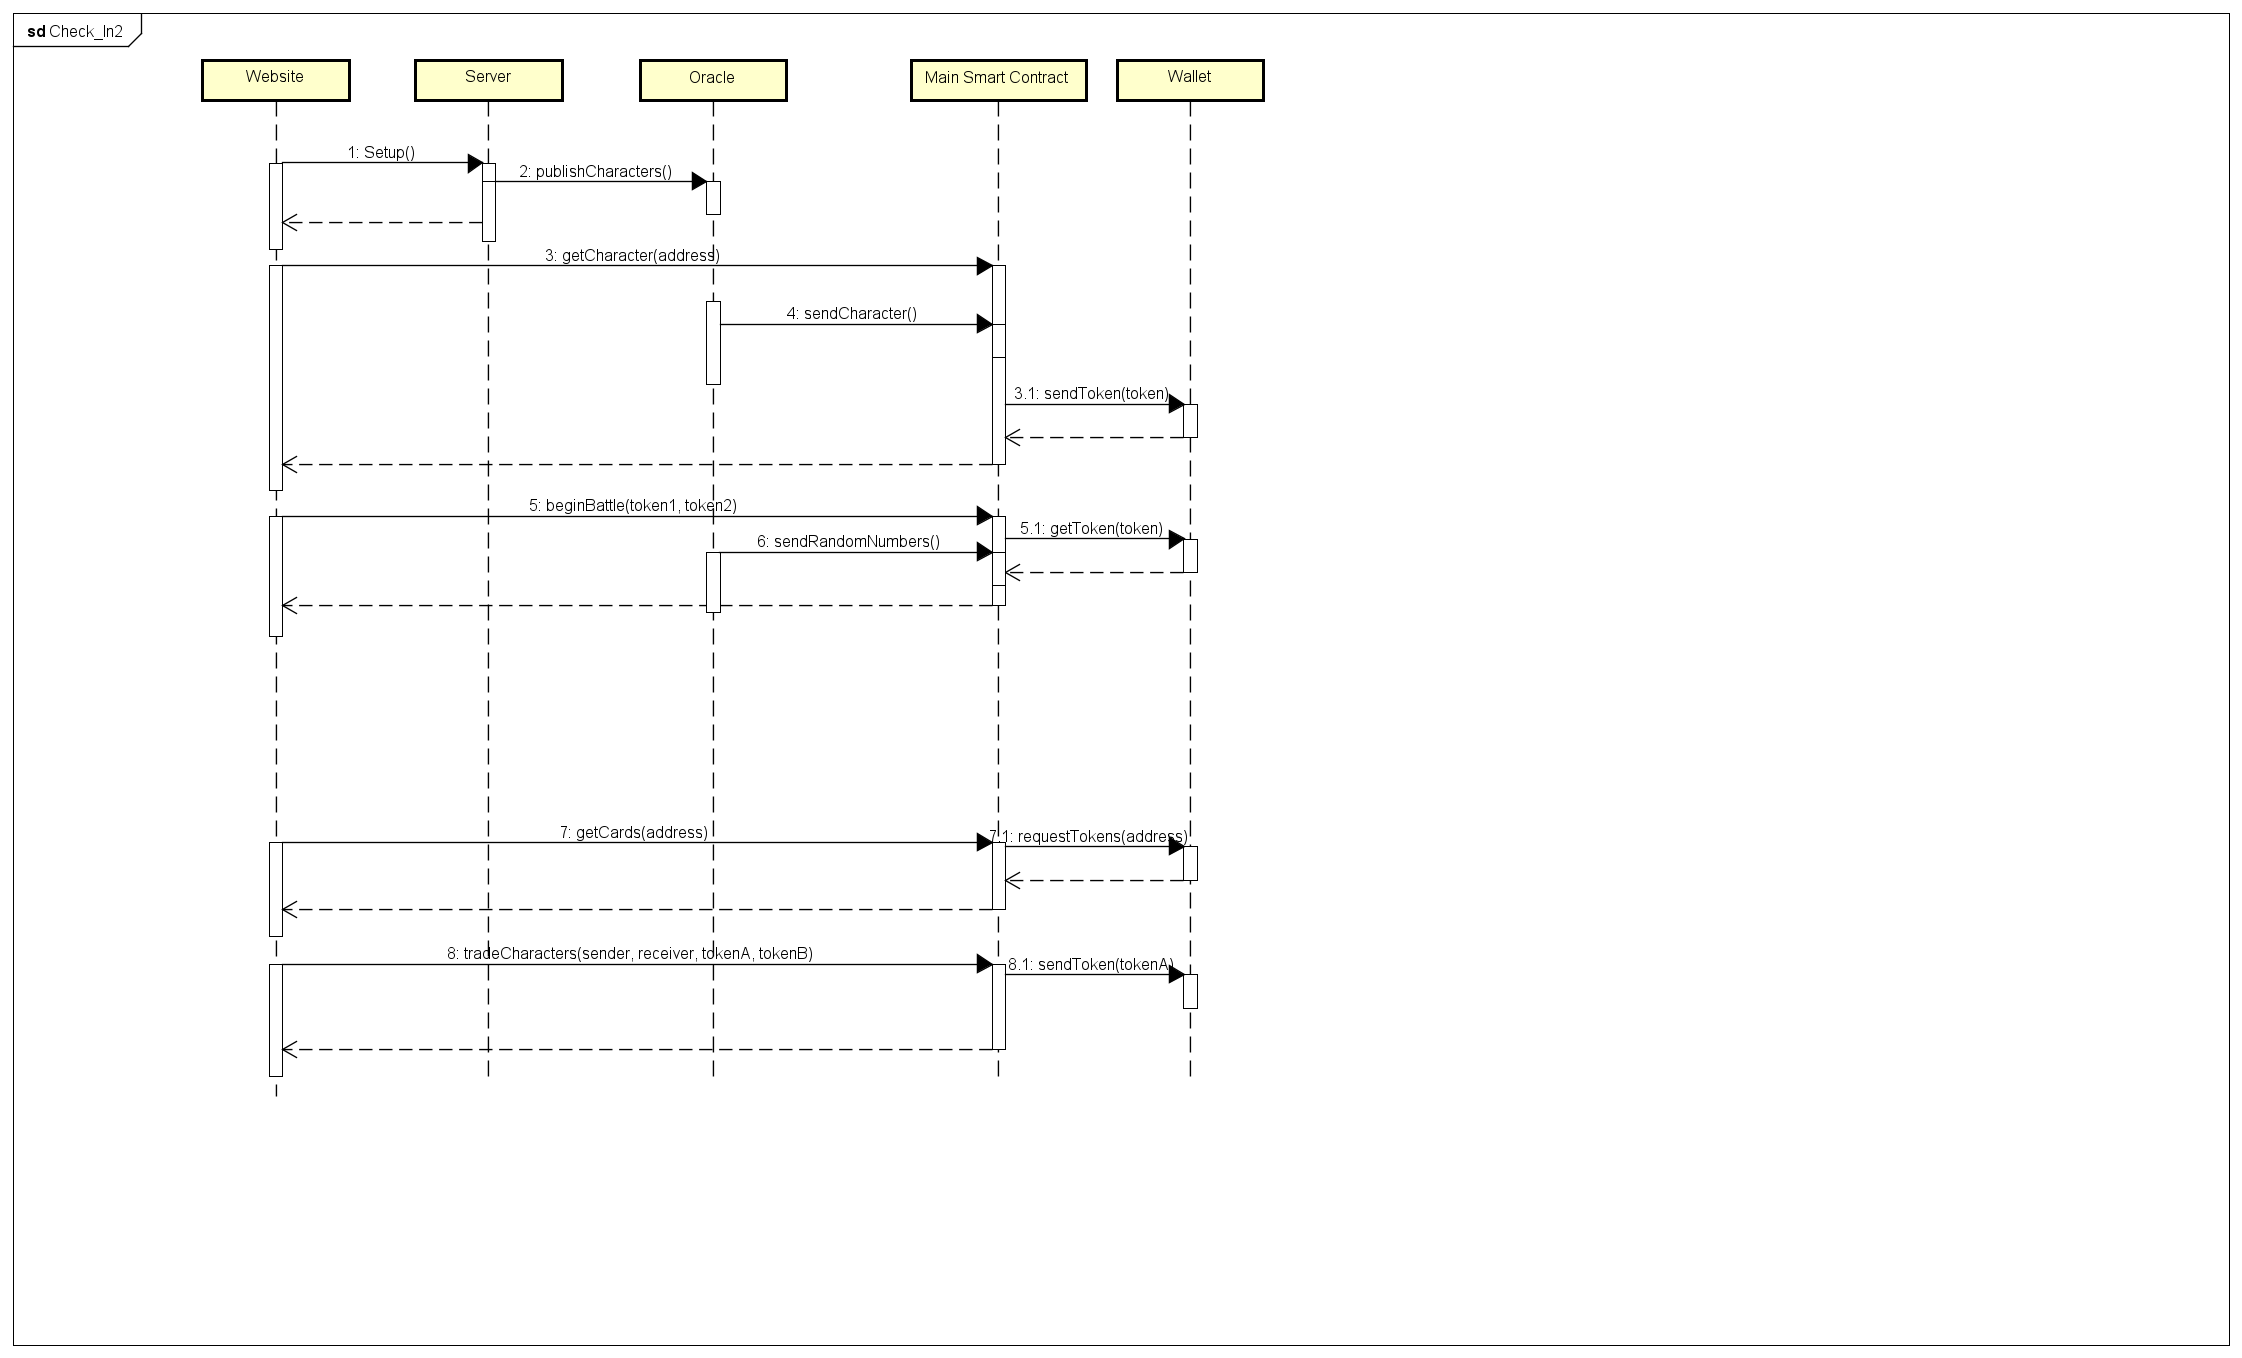 sd Check_In2
Website
Server
Oracle
Main Smart Contract
Wallet
1: Setup()
2: publishCharacters()
3: getCharacter(address)
4: sendCharacter()
3.1: sendToken(token)
5: beginBattle(token1, token2)
5.1: getToken(token)
6: sendRandomNumbers()
7: getCards(address)
7.1: requestTokens(address)
8: tradeCharacters(sender, receiver, tokenA, tokenB)
8.1: sendToken(tokenA)